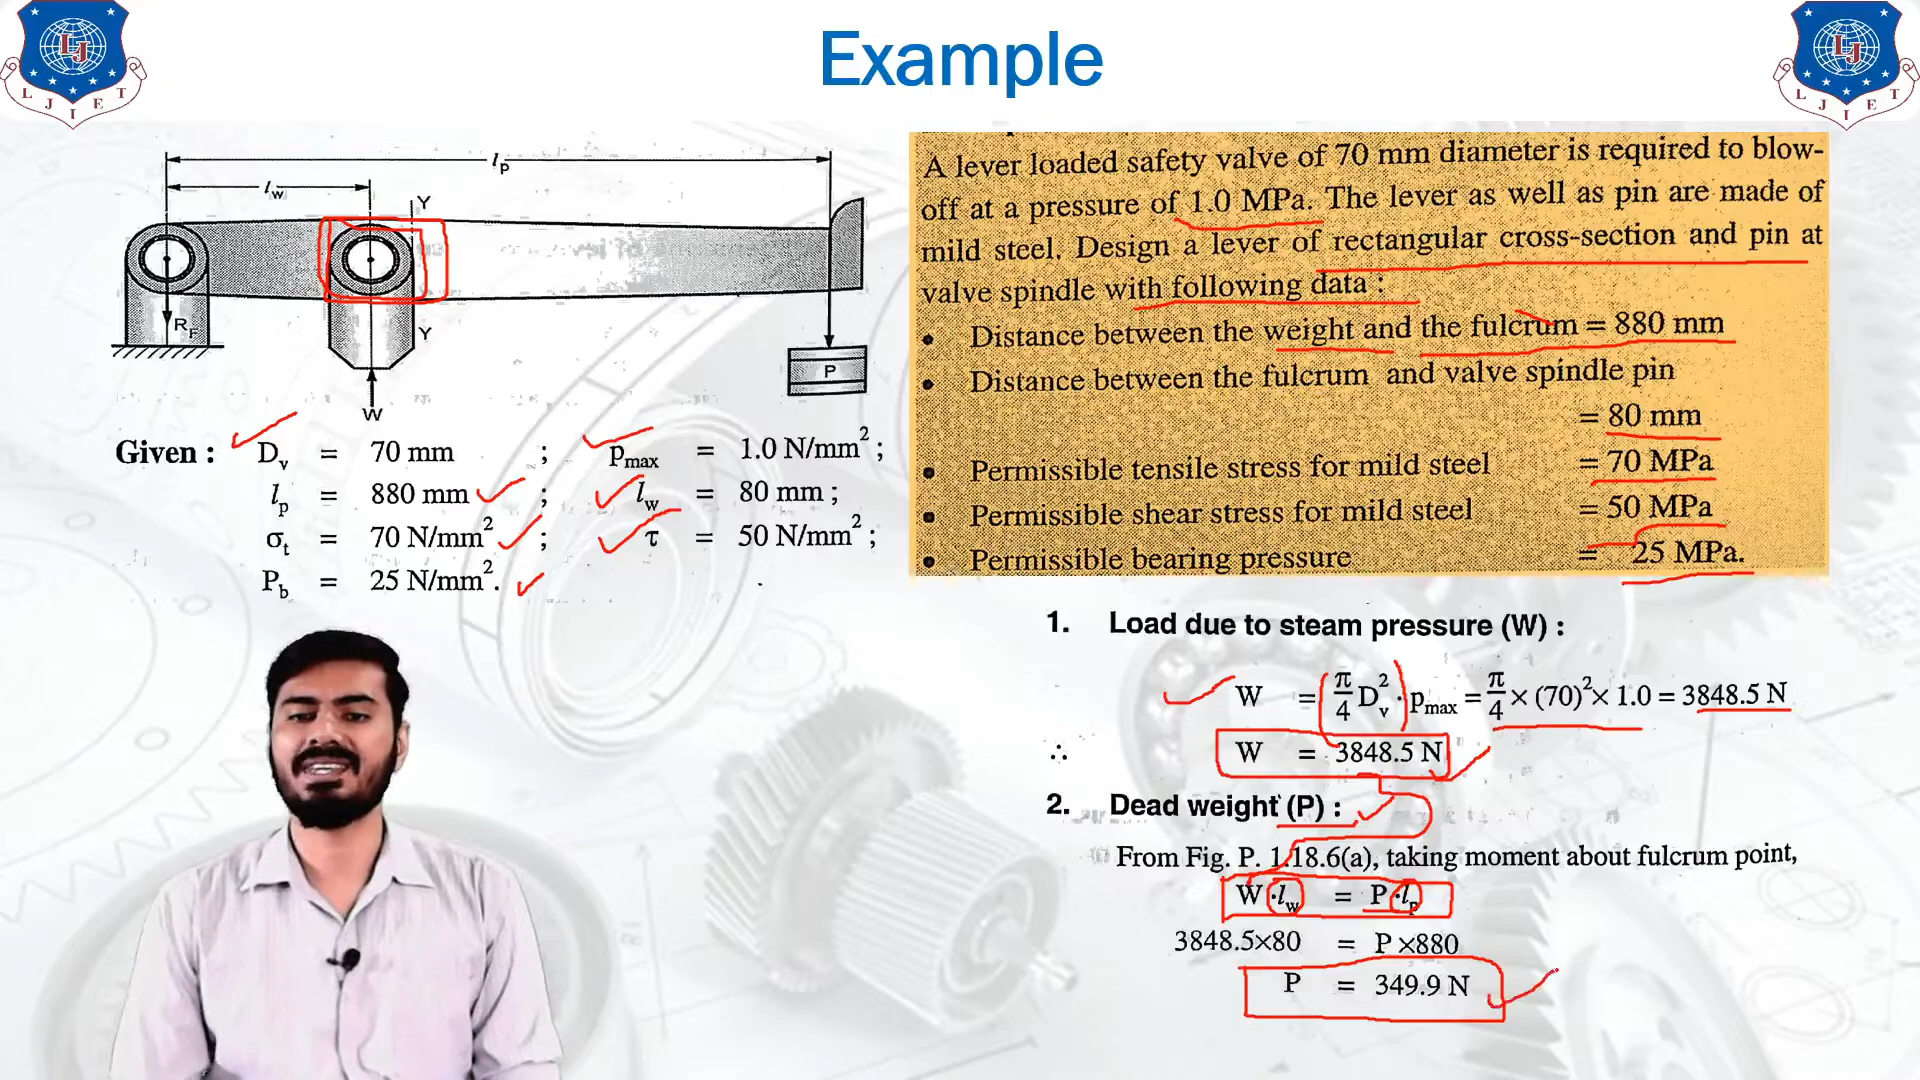 Example
LJIET
LJIET
l_p
l_w
Y
R_F
Y
P
W
Given : D_v = 70 mm ; p_max = 1.0 N/mm² ;
l_p = 880 mm ; l_w = 80 mm ;
σ_t = 70 N/mm² ; τ = 50 N/mm² ;
P_b = 25 N/mm².
A lever loaded safety valve of 70 mm diameter is required to blow-
off at a pressure of 1.0 MPa. The lever as well as pin are made of
mild steel. Design a lever of rectangular cross-section and pin at
valve spindle with following data :
• Distance between the weight and the fulcrum = 880 mm
• Distance between the fulcrum and valve spindle pin
= 80 mm
• Permissible tensile stress for mild steel = 70 MPa
• Permissible shear stress for mild steel = 50 MPa
• Permissible bearing pressure = 25 MPa.
1. Load due to steam pressure (W) :
W = (π/4 D_v²) · p_max = π/4 × (70)² × 1.0 = 3848.5 N
∴ W = 3848.5 N
2. Dead weight (P) :
From Fig. P. 1.18.6(a), taking moment about fulcrum point,
W·l_w = P·l_p
3848.5×80 = P×880
P = 349.9 N